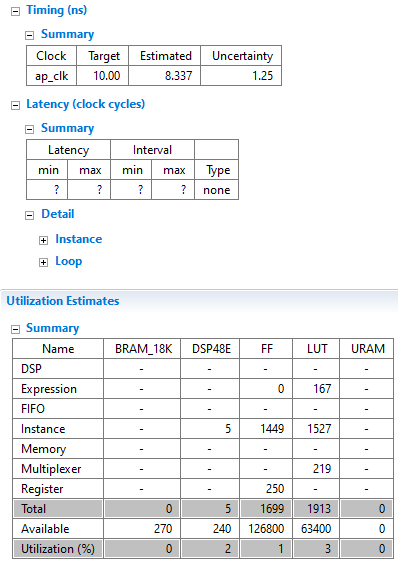 Timing (ns)
Summary
Clock Target Estimated Uncertainty
ap_clk 10.00 8.337 1.25
Latency (clock cycles)
Summary
Latency Interval
min max min max Type
? ? ? ? none
Detail
Instance
Loop
Utilization Estimates
Summary
Name BRAM_18K DSP48E FF LUT URAM
DSP - - - - -
Expression - - 0 167 -
FIFO - - - - -
Instance - 5 1449 1527 -
Memory - - - - -
Multiplexer - - - 219 -
Register - - 250 - -
Total 0 5 1699 1913 0
Available 270 240 126800 63400 0
Utilization (%) 0 2 1 3 0